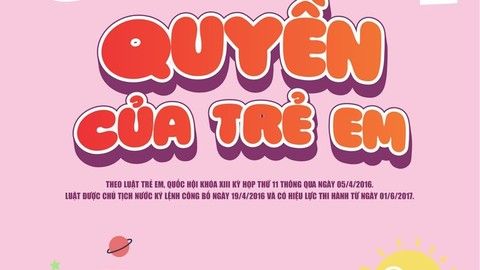 QUYỀN
CỦA TRẺ EM
THEO LUẬT TRẺ EM, QUỐC HỘI KHÓA XIII KỲ HỌP THỨ 11 THÔNG QUA NGÀY 05/4/2016.
LUẬT ĐƯỢC CHỦ TỊCH NƯỚC KÝ LỆNH CÔNG BỐ NGÀY 19/4/2016 VÀ CÓ HIỆU LỰC THI HÀNH TỪ NGÀY 01/6/2017.